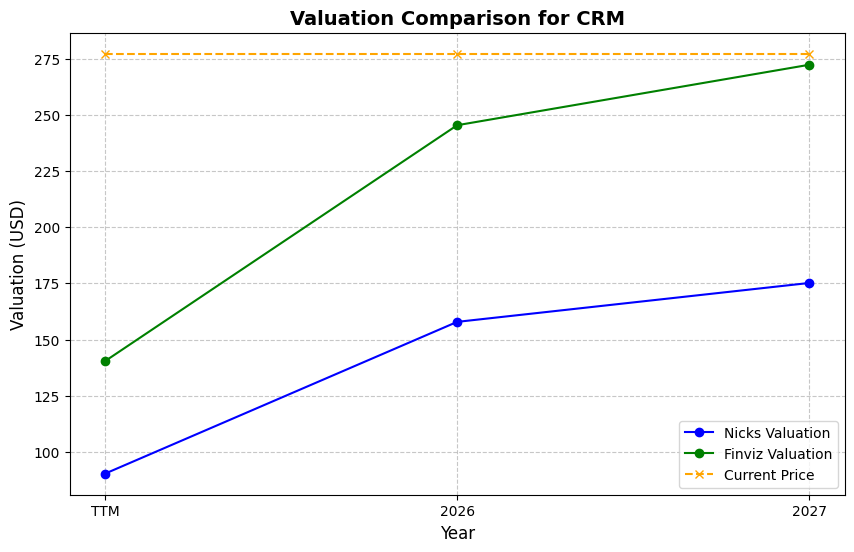 Valuation Comparison for CRM
Valuation (USD)
275
250
225
200
175
150
125
100
TTM
2026
2027
Year
Nicks Valuation
Finviz Valuation
Current Price